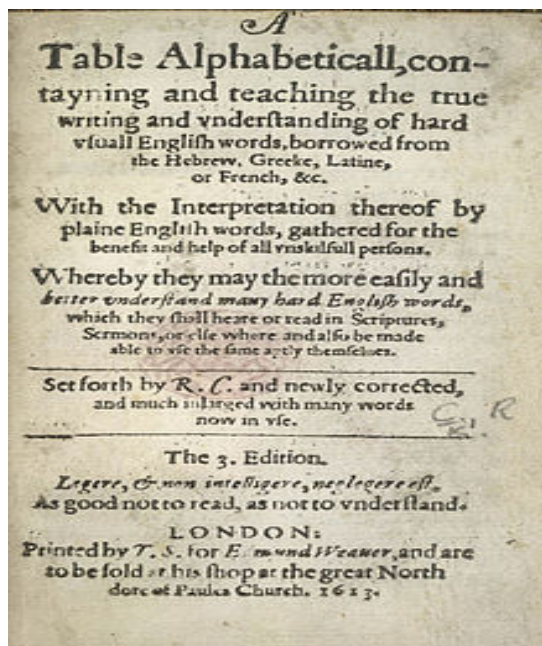 A
Table Alphabeticall, con-
tayning and teaching the true
writing and vnderſtanding of hard
vſuall Engliſh words, borrowed from
the Hebrew, Greeke, Latine,
or French, &c.
With the Interpretation thereof by
plaine Engliſh words, gathered for the
benefit and help of all vnskilfull perſons.
Whereby they may the more eaſily and
better vnderſtand many hard Engliſh words,
which they ſhall heare or read in Scriptures,
Sermons, or elſe where and alſo be made
able to vſe the ſame aptly themſelues.
Set forth by R. C. and newly corrected,
and much inlarged with many words
now in vſe.
The 3. Edition.
Legere, & non intelligere, neglegere eſt.
As good not to read, as not to vnderſtand.
LONDON:
Printed by T. S. for Edmund Weauer, and are
to be ſold at his ſhop at the great North
dore of Paules Church. 1613.